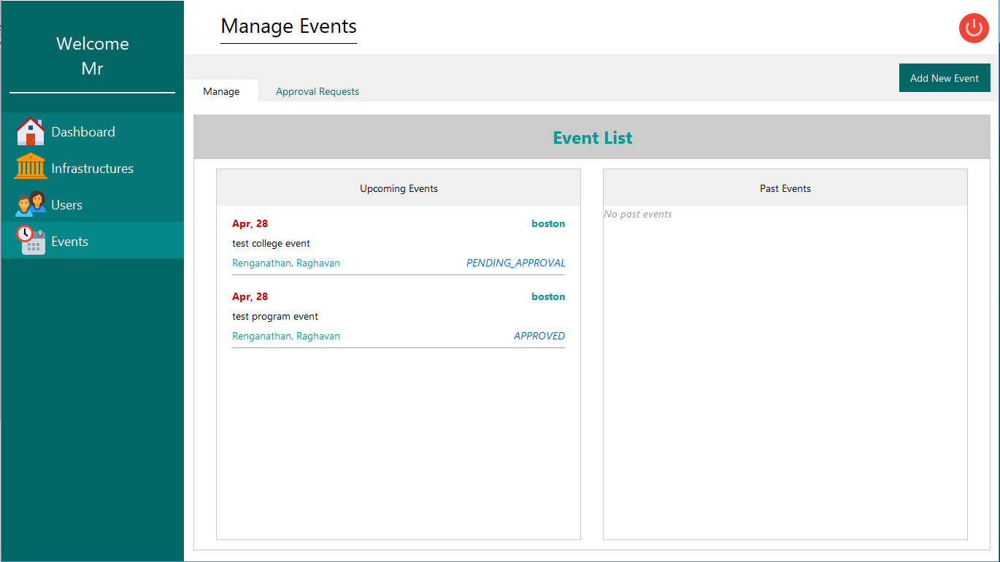 Welcome
Mr
Dashboard
Infrastructures
Users
Events
Manage Events
Add New Event
Manage
Approval Requests
Event List
Upcoming Events
Apr, 28 boston
test college event
Renganathan, Raghavan PENDING_APPROVAL
Apr, 28 boston
test program event
Renganathan, Raghavan APPROVED
Past Events
No past events